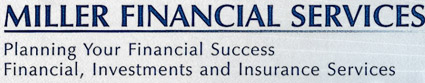 MILLER FINANCIAL SERVICES
Planning Your Financial Success
Financial, Investments and Insurance Services